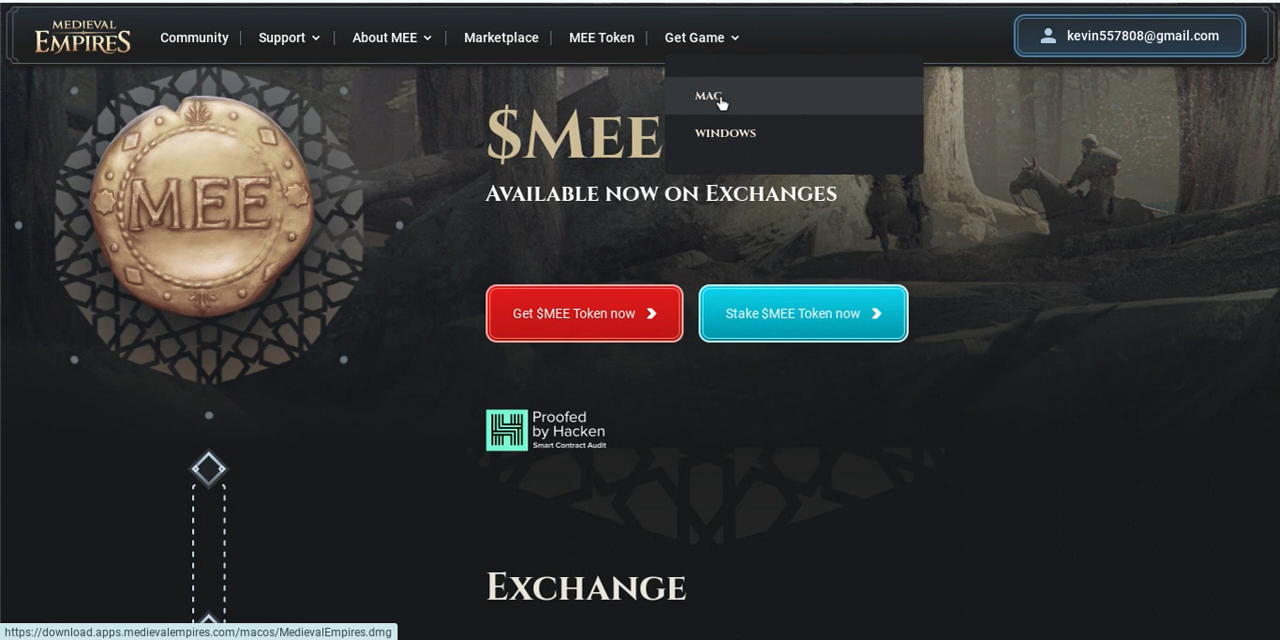 MEDIEVAL
EMPIRES
Community
Support
About MEE
Marketplace
MEE Token
Get Game
kevin557808@gmail.com
MAC
WINDOWS
MEE
$MEE
Available now on Exchanges
Get $MEE Token now
Stake $MEE Token now
Proofed
by Hacken
Smart Contract Audit
Exchange
https://download.apps.medievalempires.com/macos/MedievalEmpires.dmg